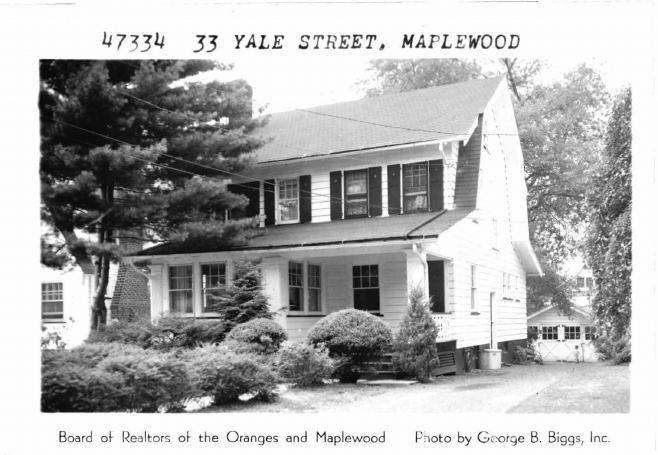 47334 33 YALE STREET, MAPLEWOOD
Board of Realtors of the Oranges and Maplewood Photo by George B. Biggs, Inc.